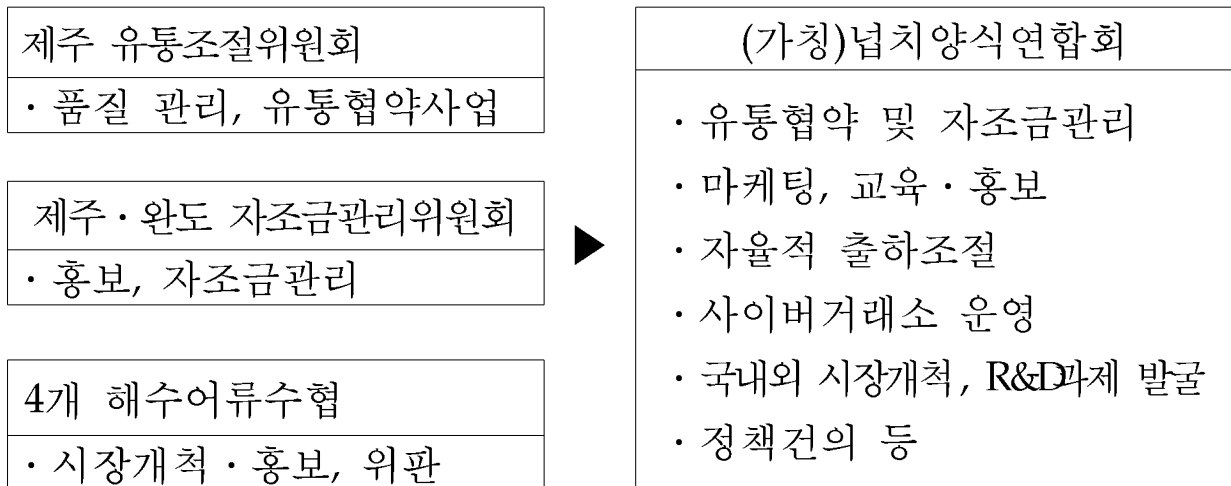 제주 유통조절위원회
· 품질 관리, 유통협약사업
제주 · 완도 자조금관리위원회
· 홍보, 자조금관리
4개 해수어류수협
· 시장개척 · 홍보, 위판
▶
(가칭)넙치양식연합회
· 유통협약 및 자조금관리
· 마케팅, 교육 · 홍보
· 자율적 출하조절
· 사이버거래소 운영
· 국내외 시장개척, R&D과제 발굴
· 정책건의 등